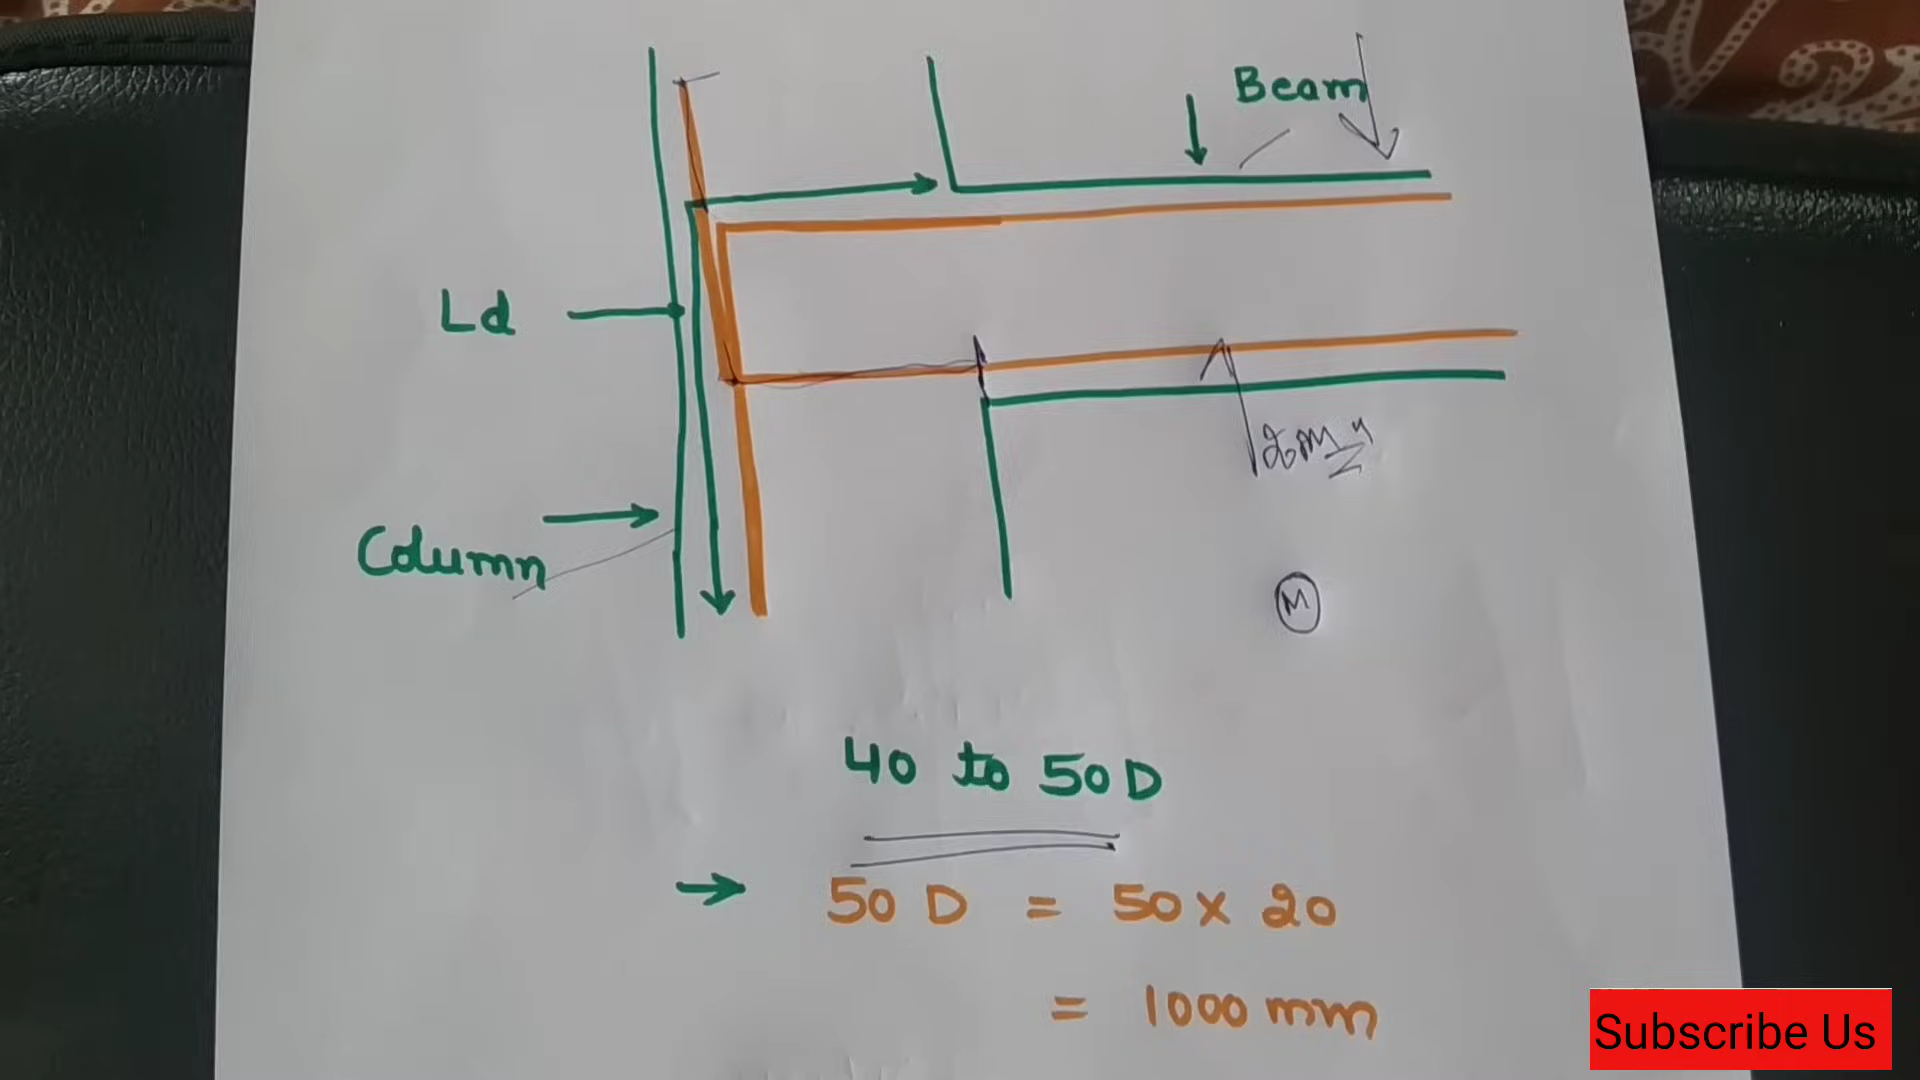 Beam
Ld
Column
M
40 to 50 D
50 D = 50 x 20
= 1000 mm
Subscribe Us